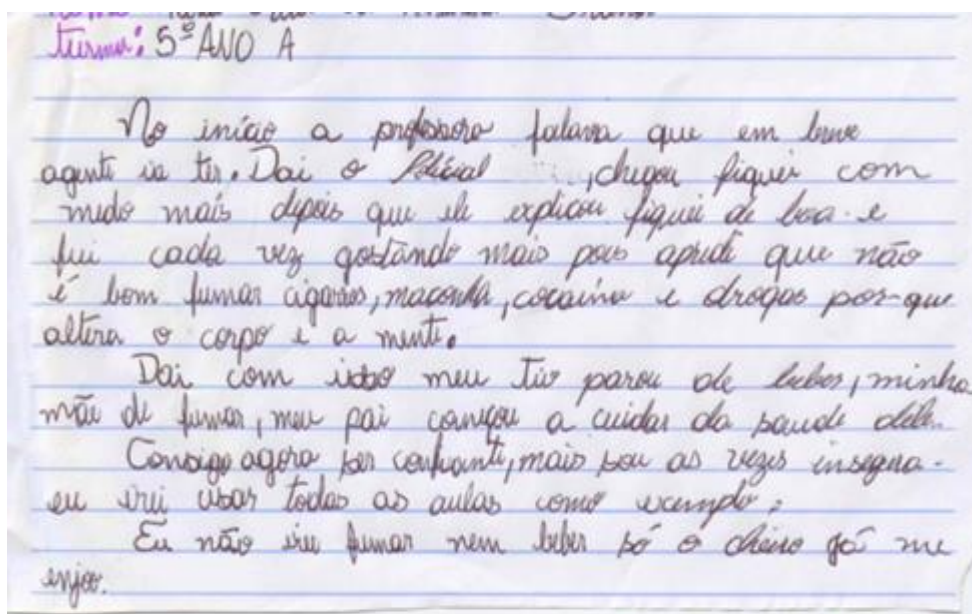 turma: 5º ANO A
No início a professora falava que em breve
agente ia ter. Dai o Policial , chegou fiquei com
medo mais depois que ele explicou fiquei de boa e
fui cada vez gostando mais pois aprudi que não
é bom fumar cigarros, maconha, cocaína e drogas por-que
altera o corpo e a mente.
Dai com isso meu tio parou de beber, minha
mãe de fumar, meu pai começou a cuidar da saude dele.
Consigo agora ser confiante, mais sou as vezes insegura.
eu irei usar todas as aulas como exemplo.
Eu não irei fumar nem beber só o cheiro já me
enjoo.